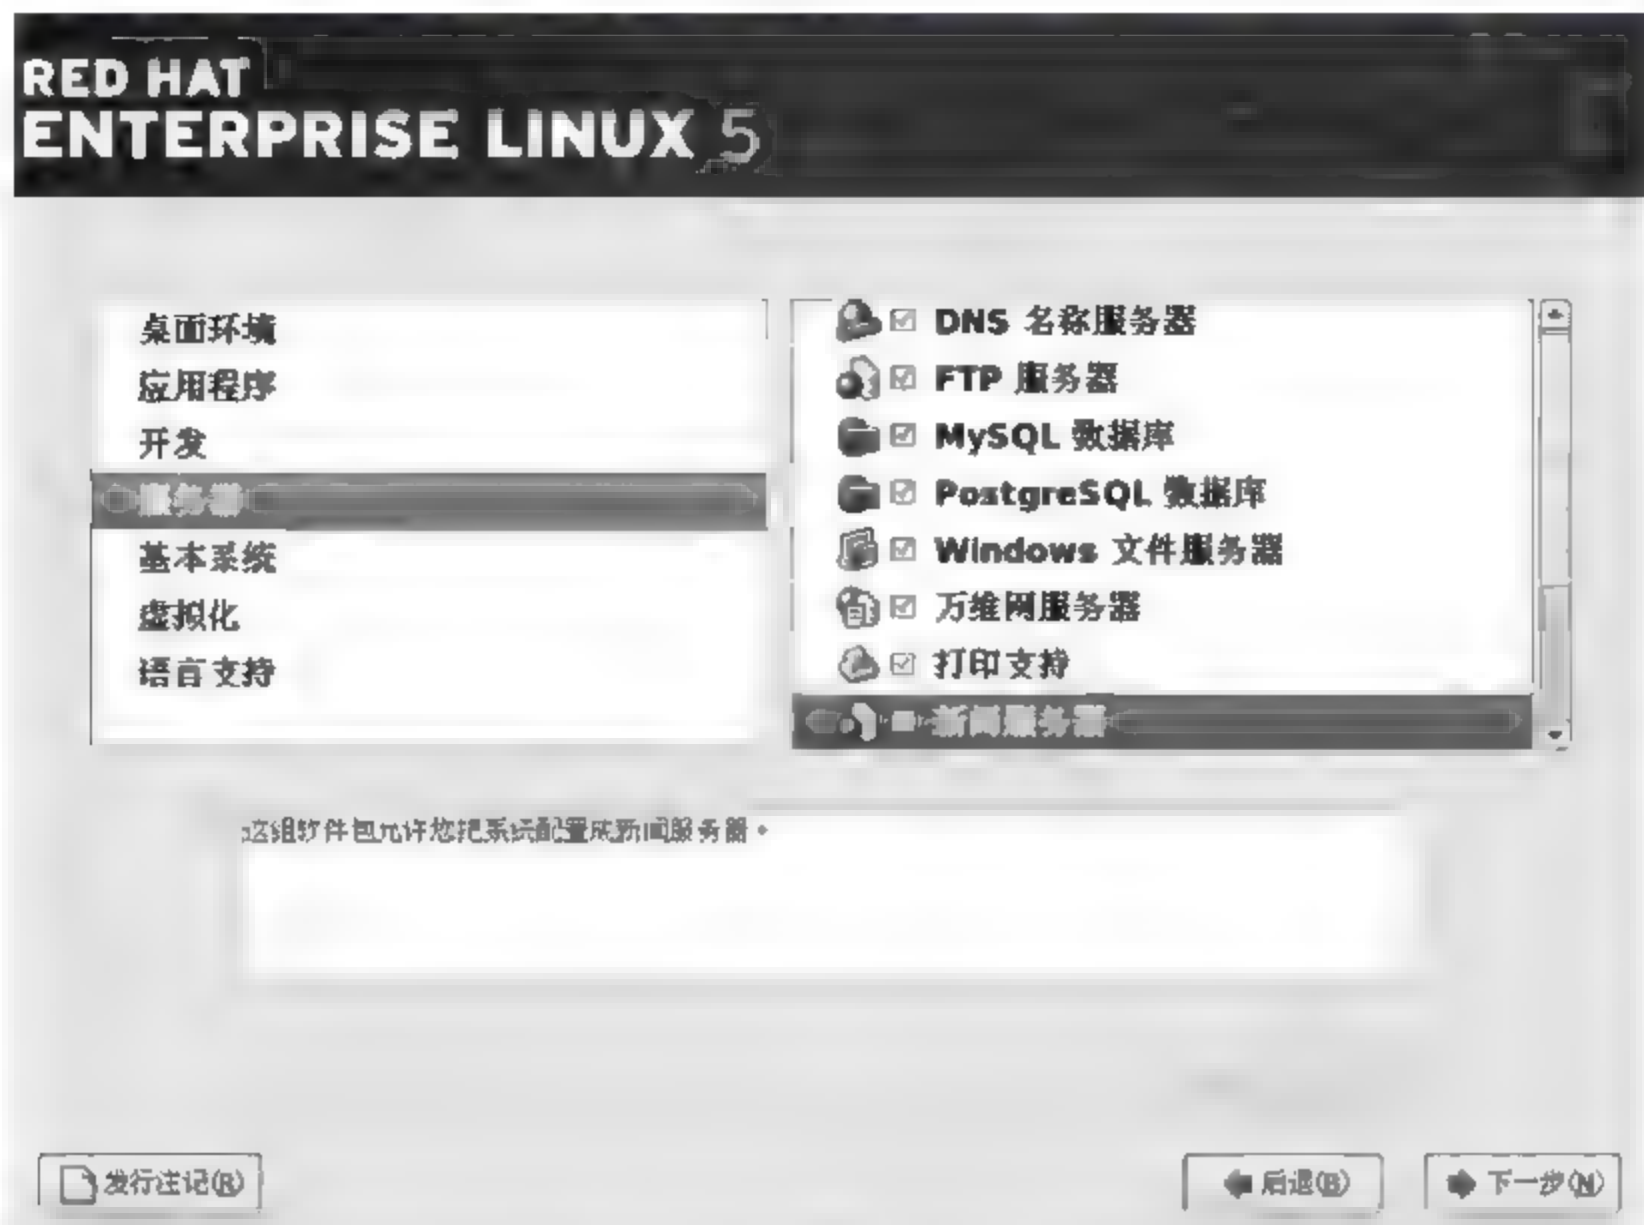 RED HAT
ENTERPRISE LINUX 5
桌面环境
应用程序
开发
服务器
基本系统
虚拟化
语言支持
DNS 名称服务器
FTP 服务器
MySQL 数据库
PostgreSQL 数据库
Windows 文件服务器
万维网服务器
打印支持
新闻服务器
这组软件包允许您把系统配置成新闻服务器。
发行注记(R)
后退(B)
下一步(N)